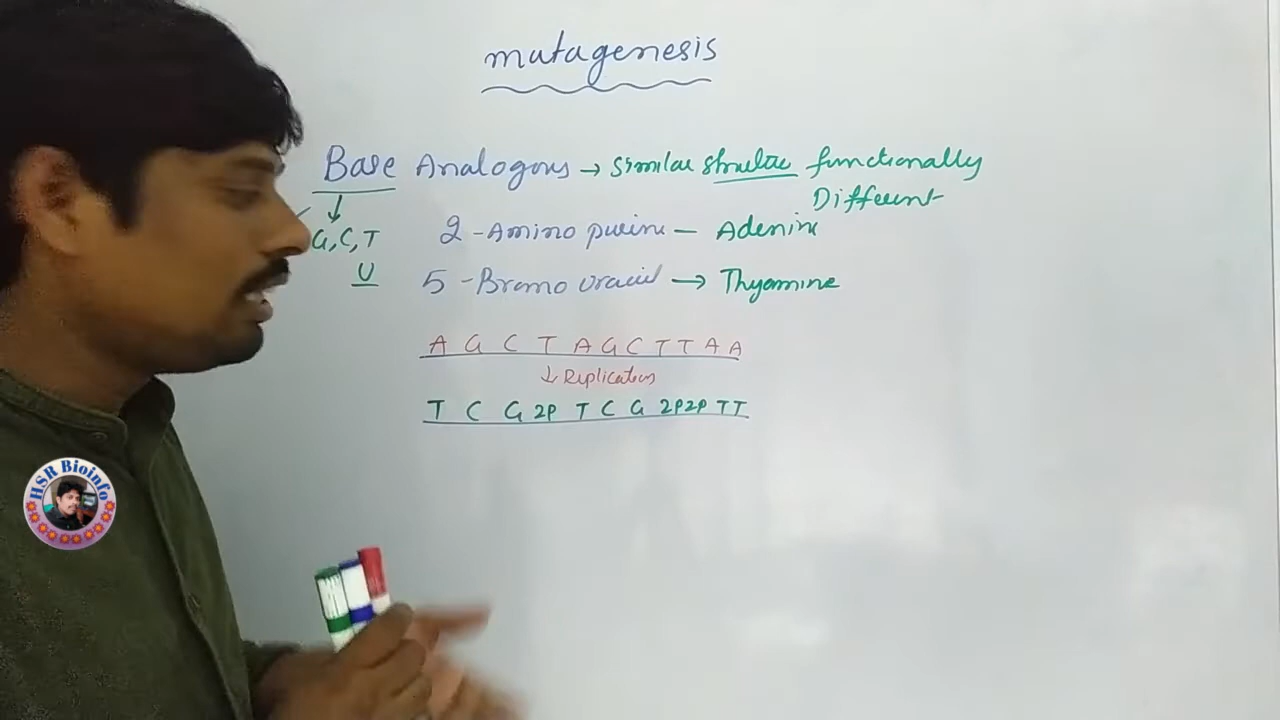 mutagenesis
Base Analogous → Similar Structue functionally
Different
G, C, T
U
2 - Amino purine — Adenine
5 - Bromo uracil → Thyamine
A G C T A G C T T A A
↓ Replication
T C G 2P T C G 2P 2P T T
HSR Bioinfo